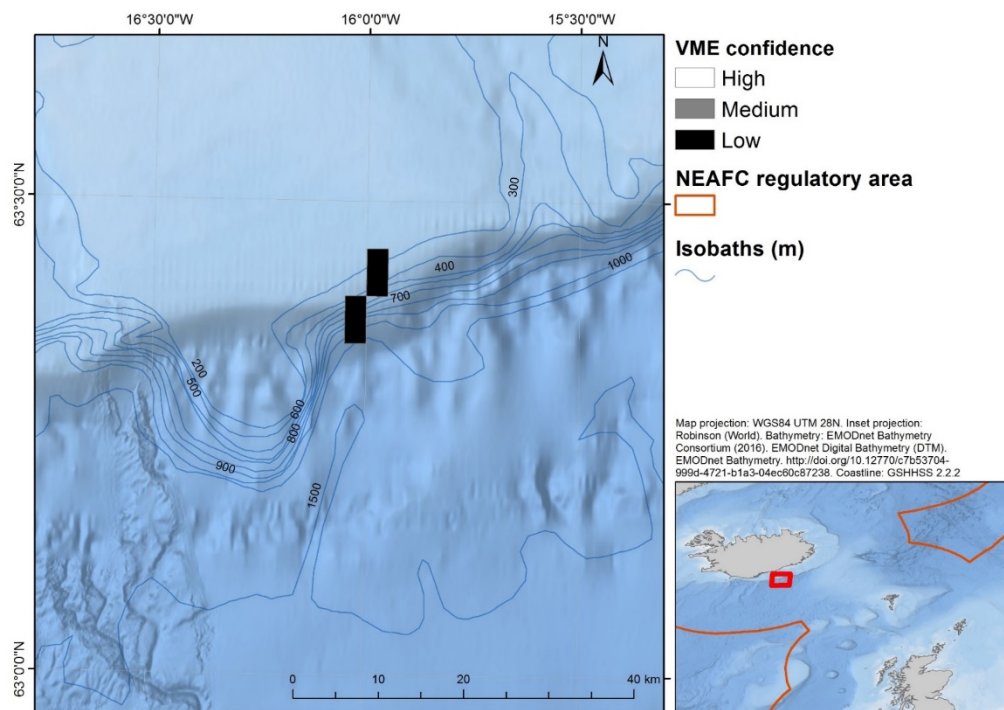 16°30'0"W 16°0'0"W 15°30'0"W
N
63°30'0"N
63°0'0"N
300
400
1000
700
200
500
600
800
900
1500
0 10 20 40 km
VME confidence
High
Medium
Low
NEAFC regulatory area
Isobaths (m)
Map projection: WGS84 UTM 28N. Inset projection:
Robinson (World). Bathymetry: EMODnet Bathymetry
Consortium (2016). EMODnet Digital Bathymetry (DTM).
EMODnet Bathymetry. http://doi.org/10.12770/c7b53704-
999d-4721-b1a3-04ec60c87238. Coastline: GSHHSS 2.2.2